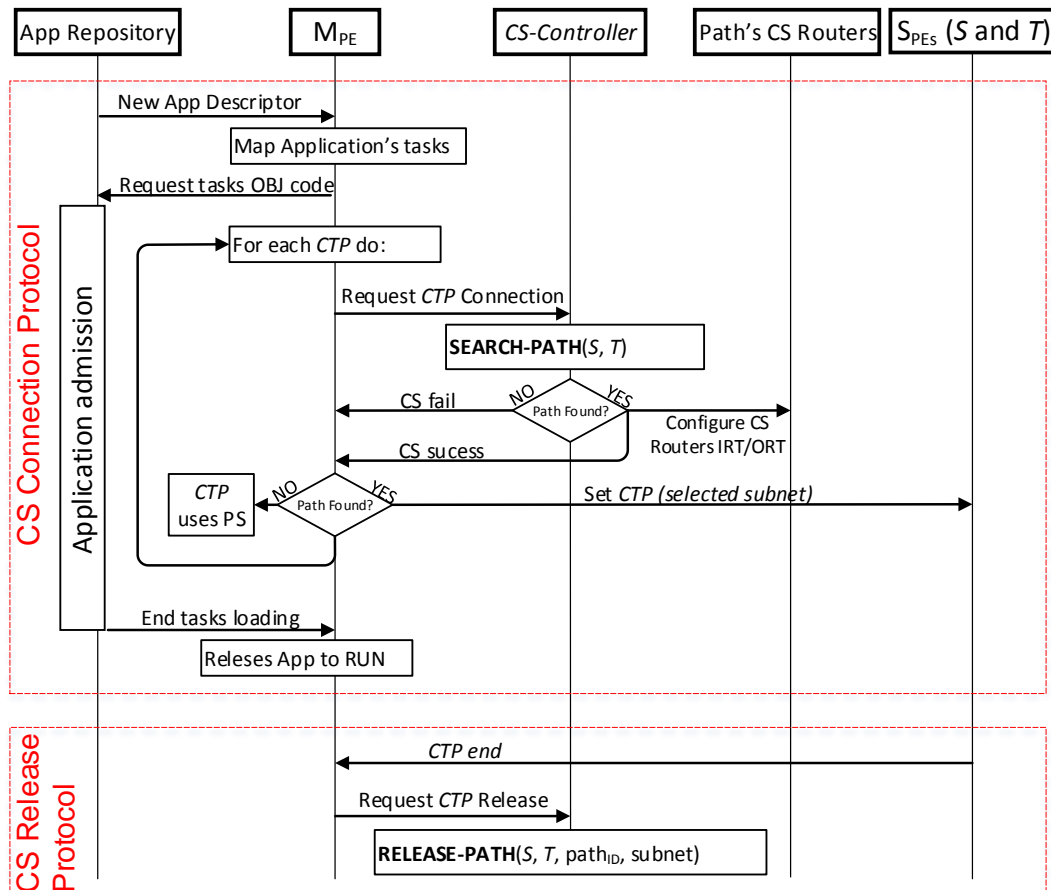 App Repository
M_PE
CS-Controller
Path's CS Routers
S_PEs (S and T)
CS Connection Protocol
New App Descriptor
Map Application's tasks
Request tasks OBJ code
Application admission
For each CTP do:
Request CTP Connection
SEARCH-PATH(S, T)
NO
YES
Path Found?
CS fail
Configure CS
Routers IRT/ORT
CS sucess
NO
YES
Path Found?
CTP
uses PS
Set CTP (selected subnet)
End tasks loading
Releses App to RUN
CS Release
Protocol
CTP end
Request CTP Release
RELEASE-PATH(S, T, path_ID, subnet)